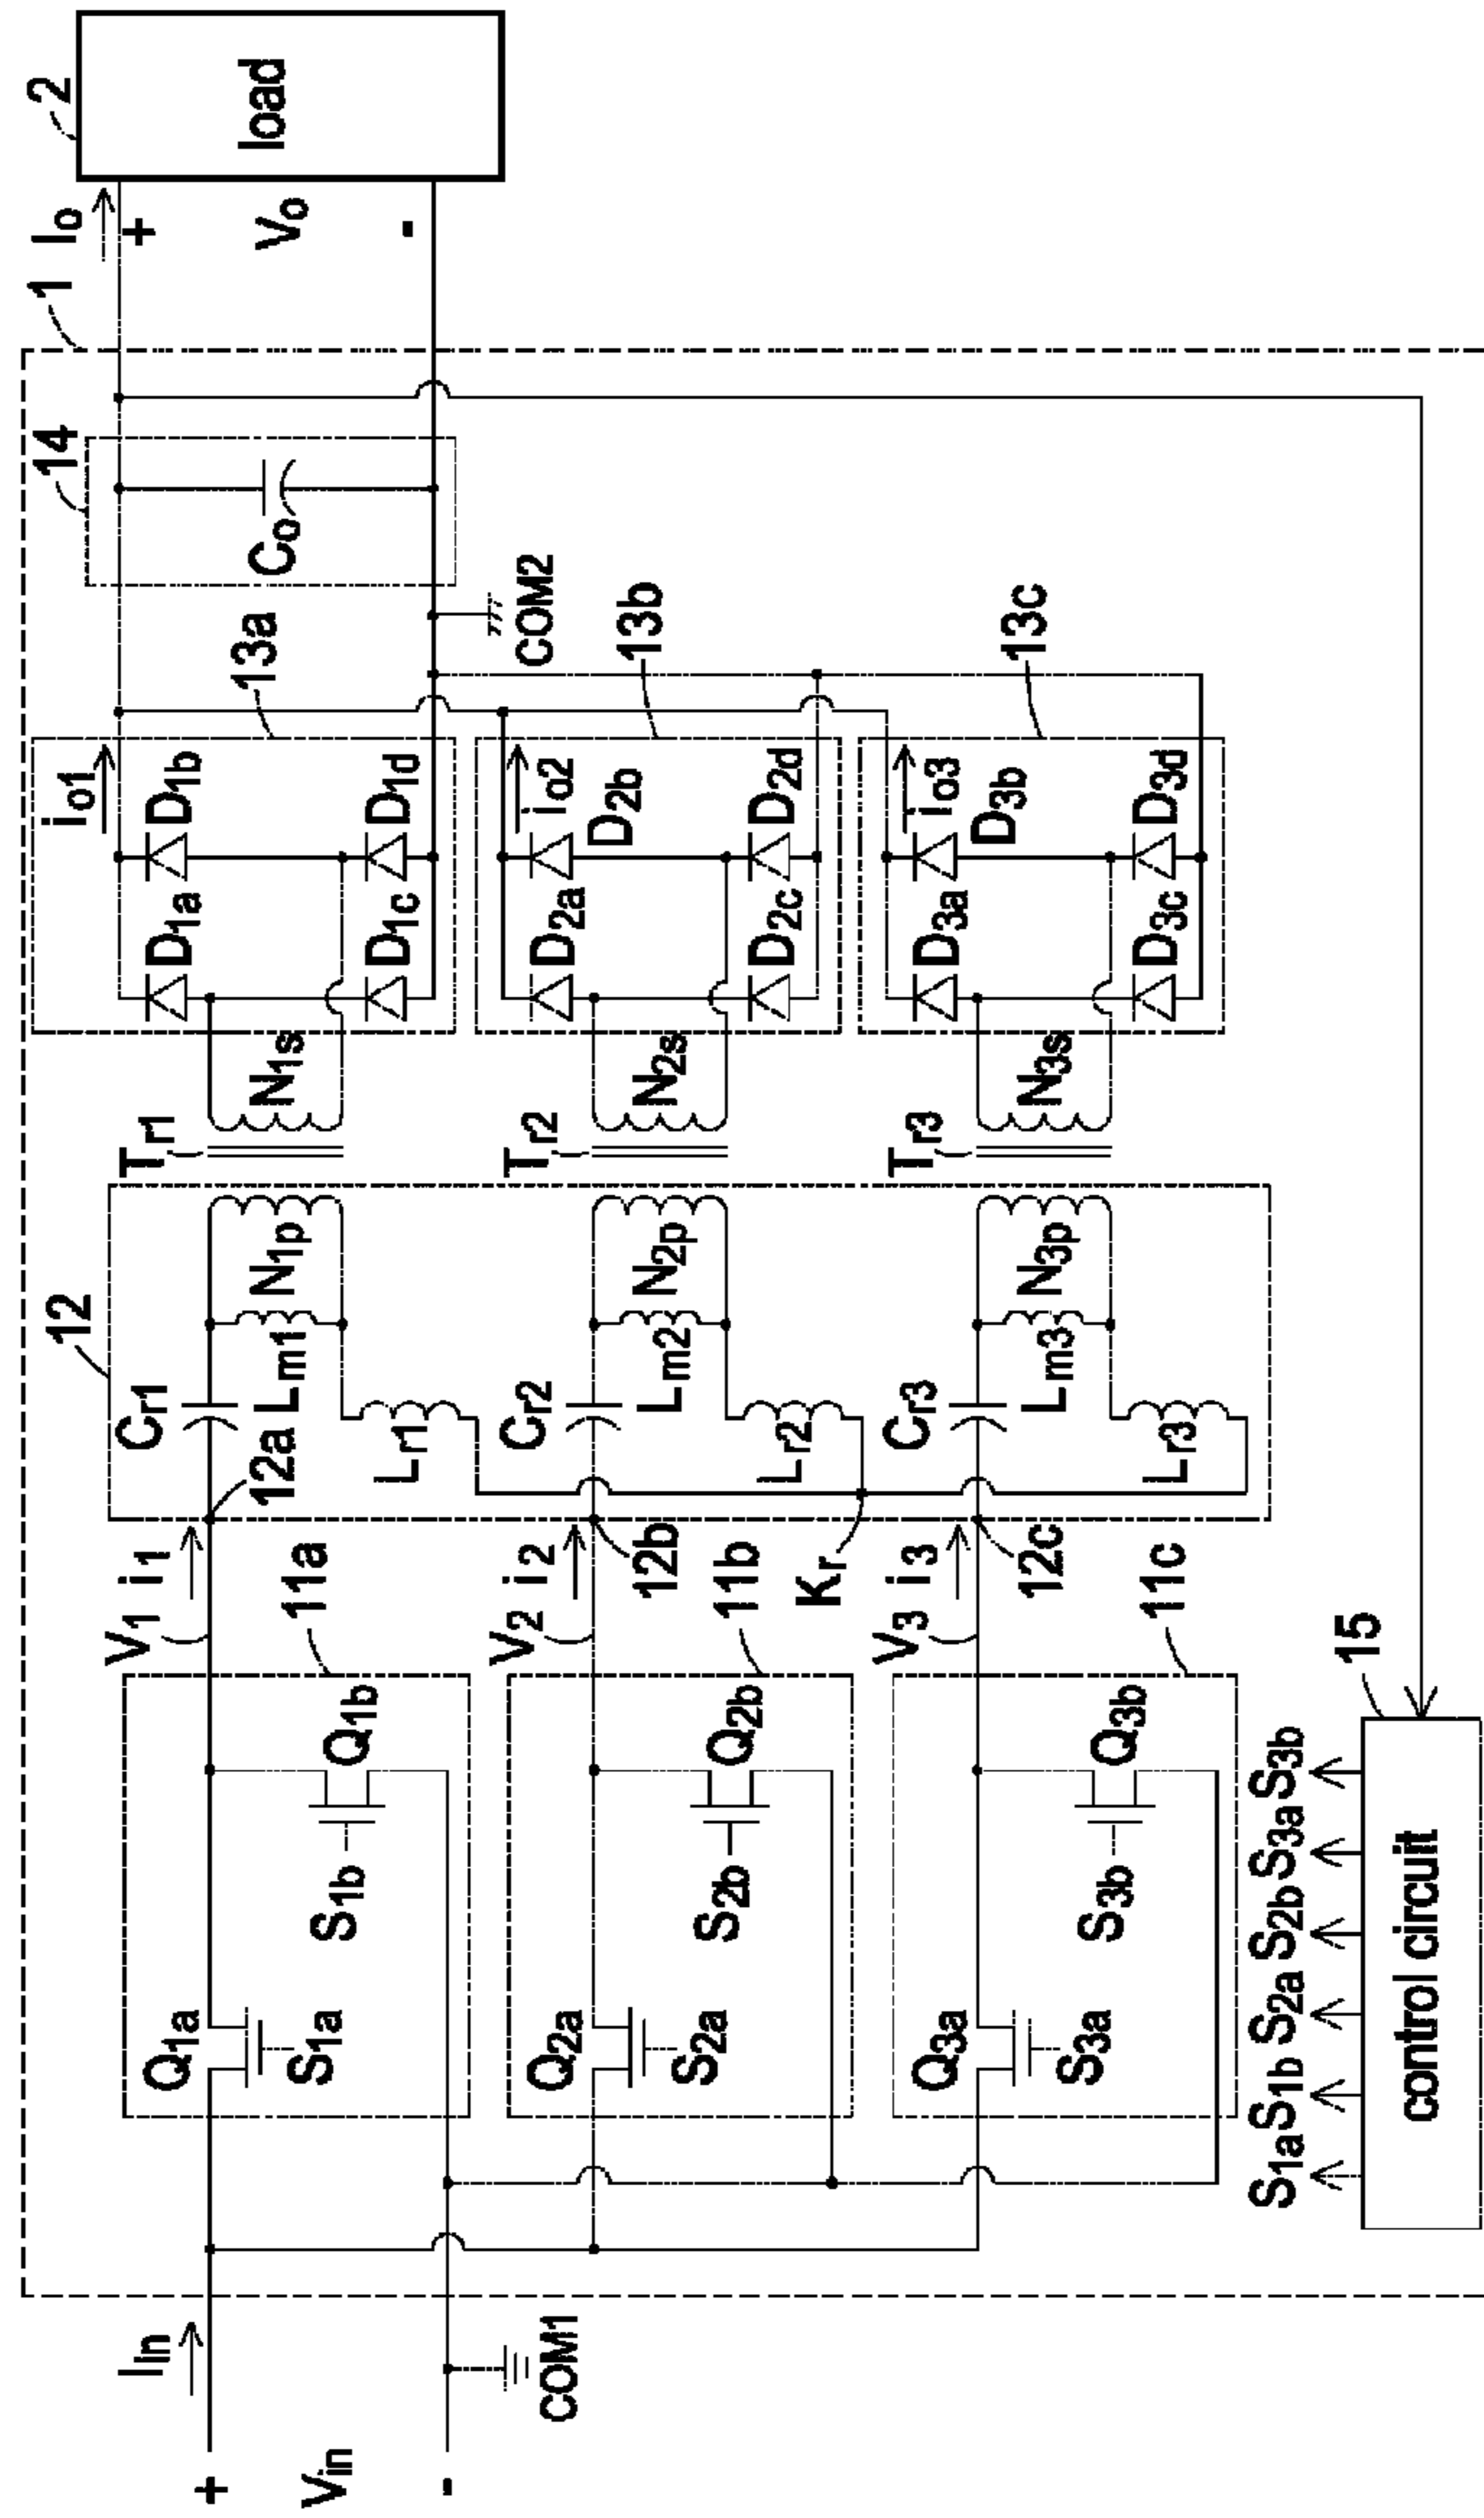 Iin
+
Vin
-
COM1
Q1a
S1a
Q1b
S1b
11a
V1
i1
Q2a
S2a
Q2b
S2b
11b
V2
i2
Q3a
S3a
Q3b
S3b
11c
V3
i3
S1a
S1b
S2a
S2b
S3a
S3b
control circuit
15
12
12a
Cr1
Lm1
N1p
Lr1
12b
Cr2
Lm2
N2p
Lr2
Kr
12c
Cr3
Lm3
N3p
Lr3
Tr1
N1s
Tr2
N2s
Tr3
N3s
D1a
D1b
D1c
D1d
io1
13a
D2a
D2b
D2c
D2d
io2
13b
D3a
D3b
D3c
D3d
io3
13c
COM2
Co
14
1
Io
+
Vo
-
2
load